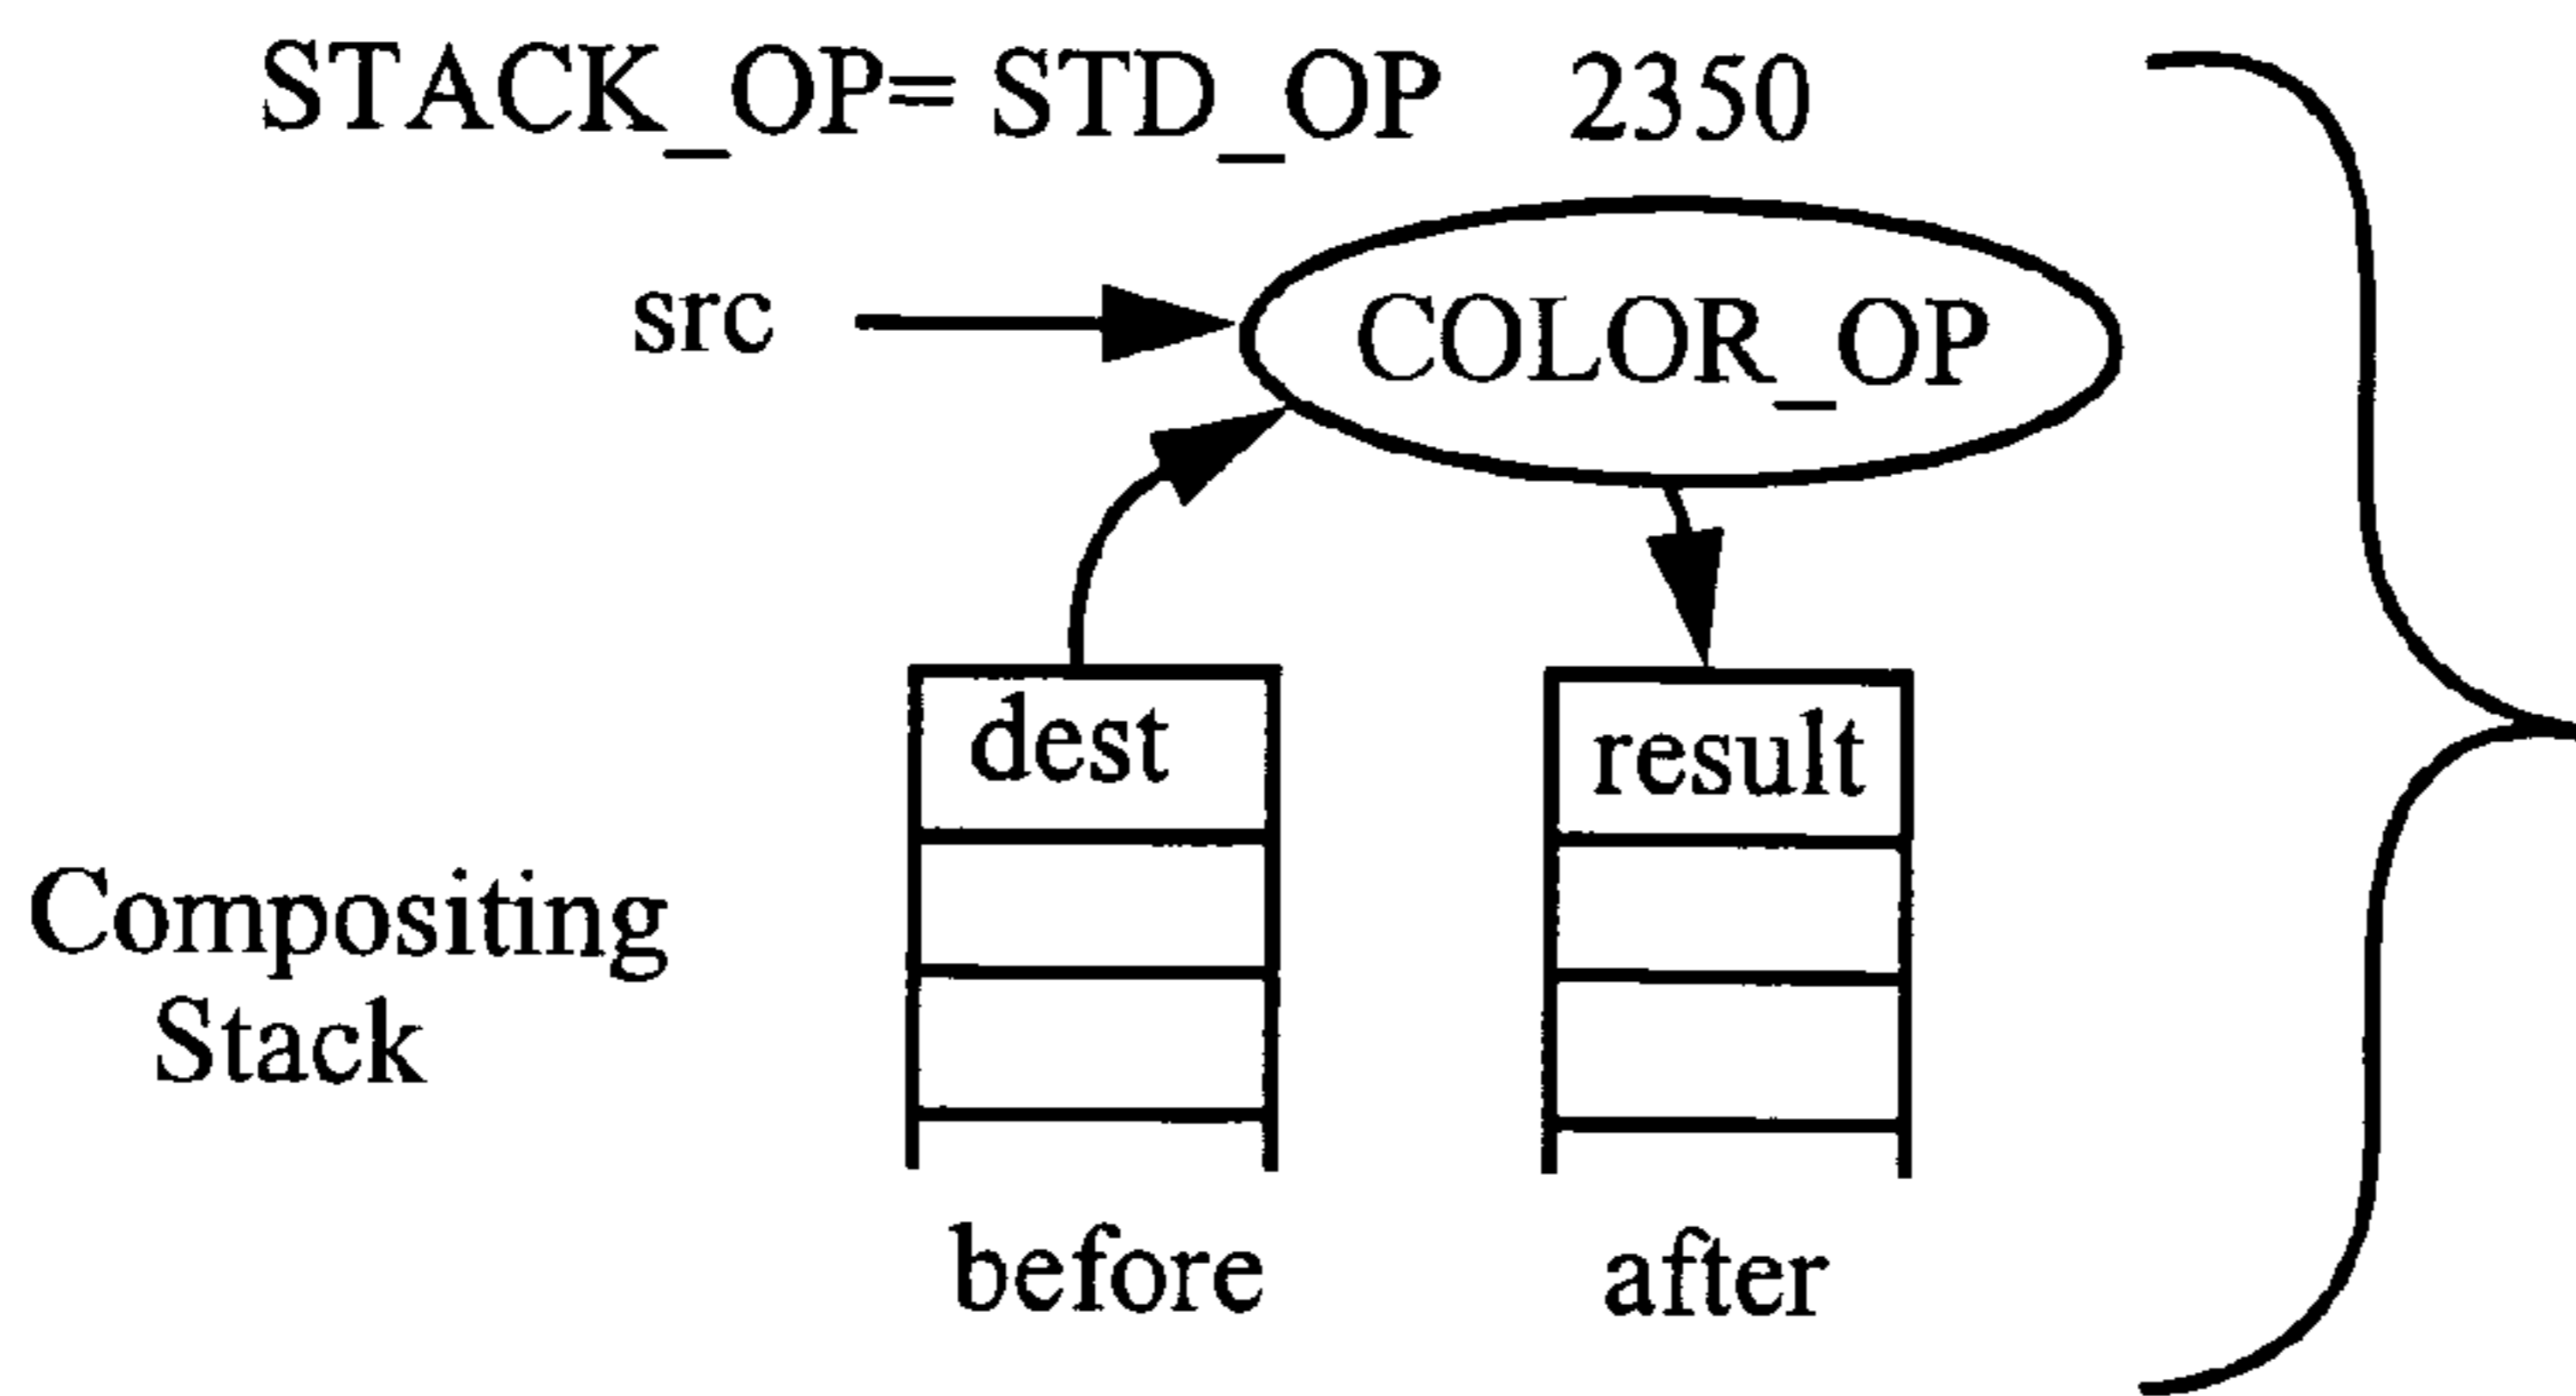 STACK_OP= STD_OP 2350
src
COLOR_OP
dest
result
Compositing
Stack
before
after